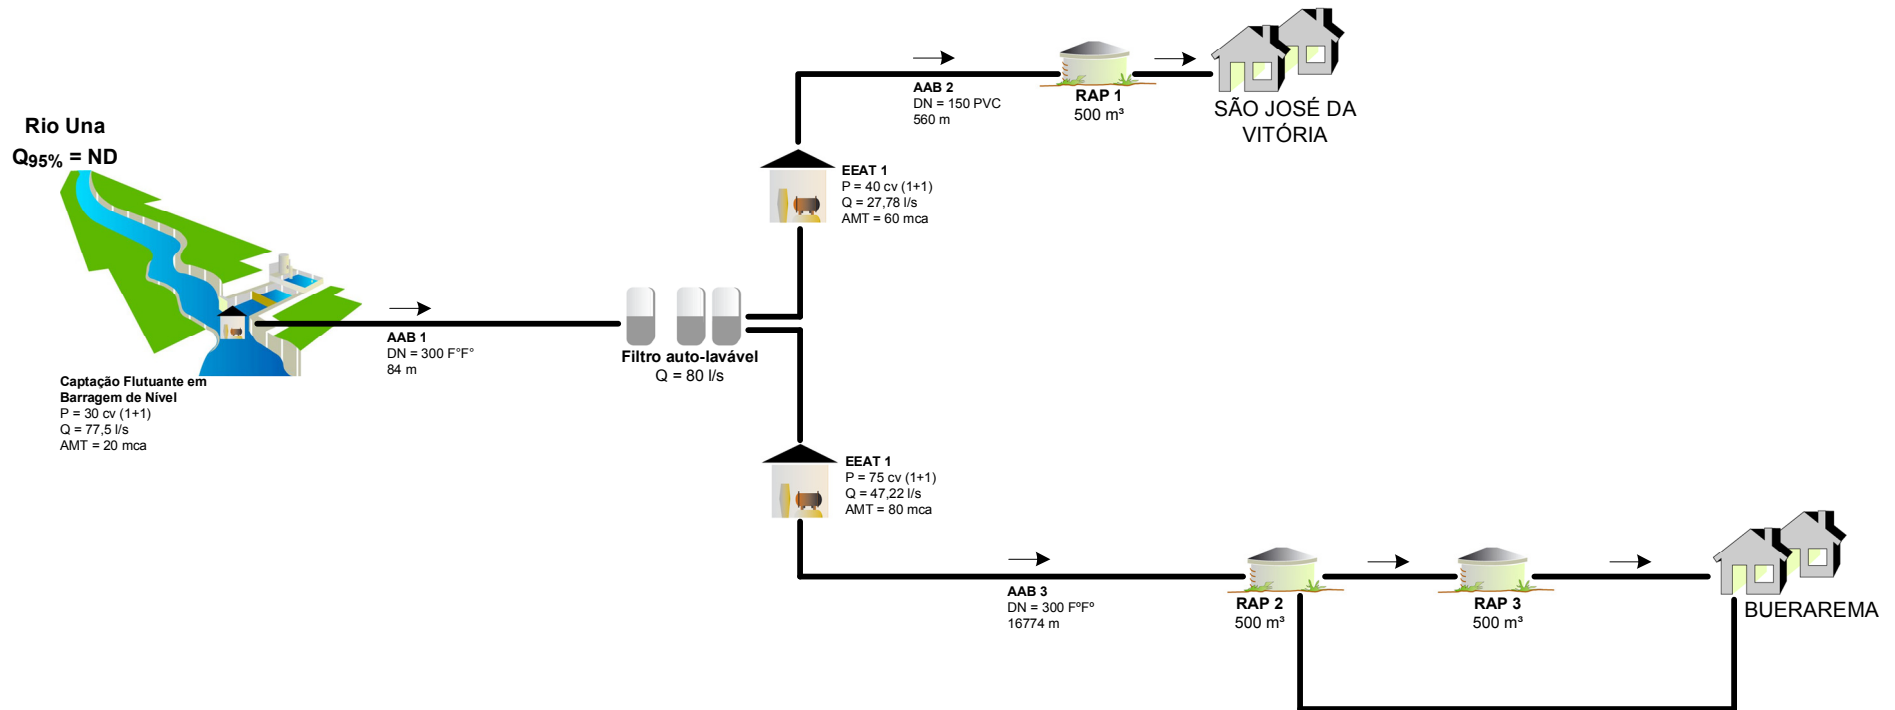 Rio Una
Q95% = ND
Captação Flutuante em
Barragem de Nível
P = 30 cv (1+1)
Q = 77,5 l/s
AMT = 20 mca
AAB 1
DN = 300 F°F°
84 m
Filtro auto-lavável
Q = 80 l/s
EEAT 1
P = 40 cv (1+1)
Q = 27,78 l/s
AMT = 60 mca
AAB 2
DN = 150 PVC
560 m
RAP 1
500 m³
SÃO JOSÉ DA
VITÓRIA
EEAT 1
P = 75 cv (1+1)
Q = 47,22 l/s
AMT = 80 mca
AAB 3
DN = 300 FºFº
16774 m
RAP 2
500 m³
RAP 3
500 m³
BUERAREMA